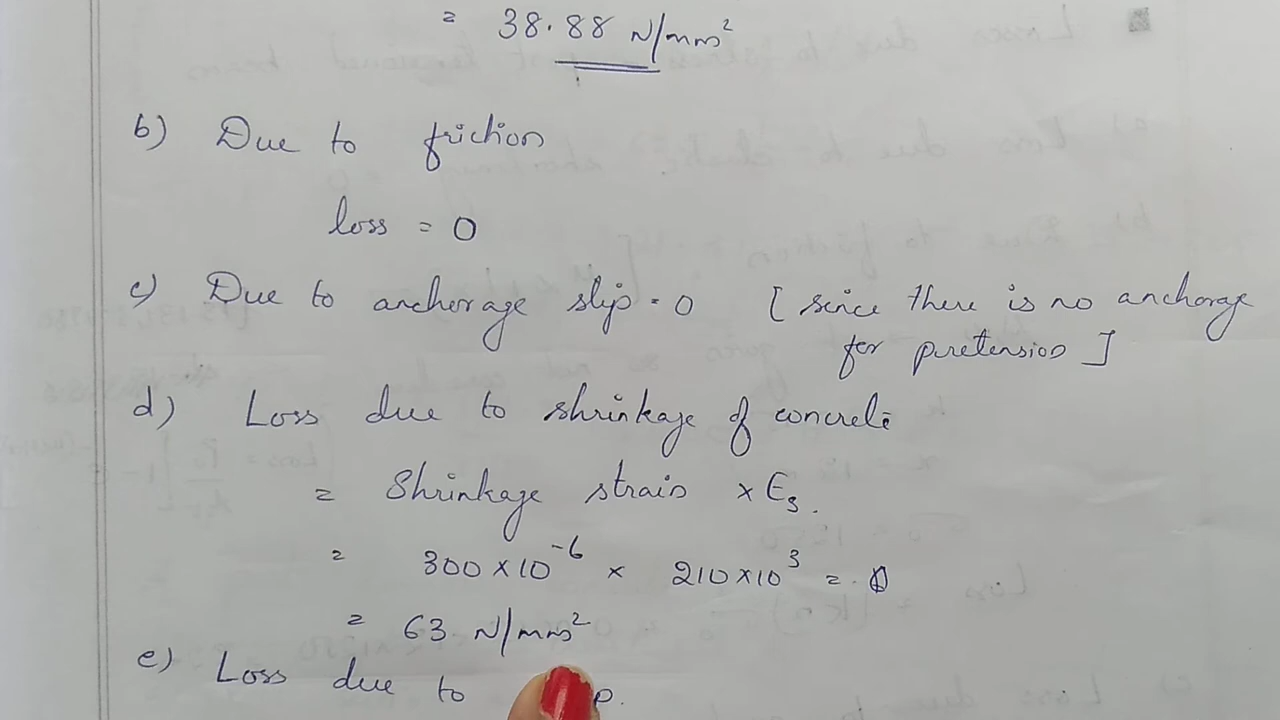 = 38.88 N/mm²
b) Due to friction
loss = 0
c) Due to anchorage slip = 0 [ since there is no anchorage
for pretension ]
d) Loss due to shrinkage of concrete
= Shrinkage strain × Es.
= 300×10⁻⁶ × 210×10³ =
= 63 N/mm²
e) Loss due to